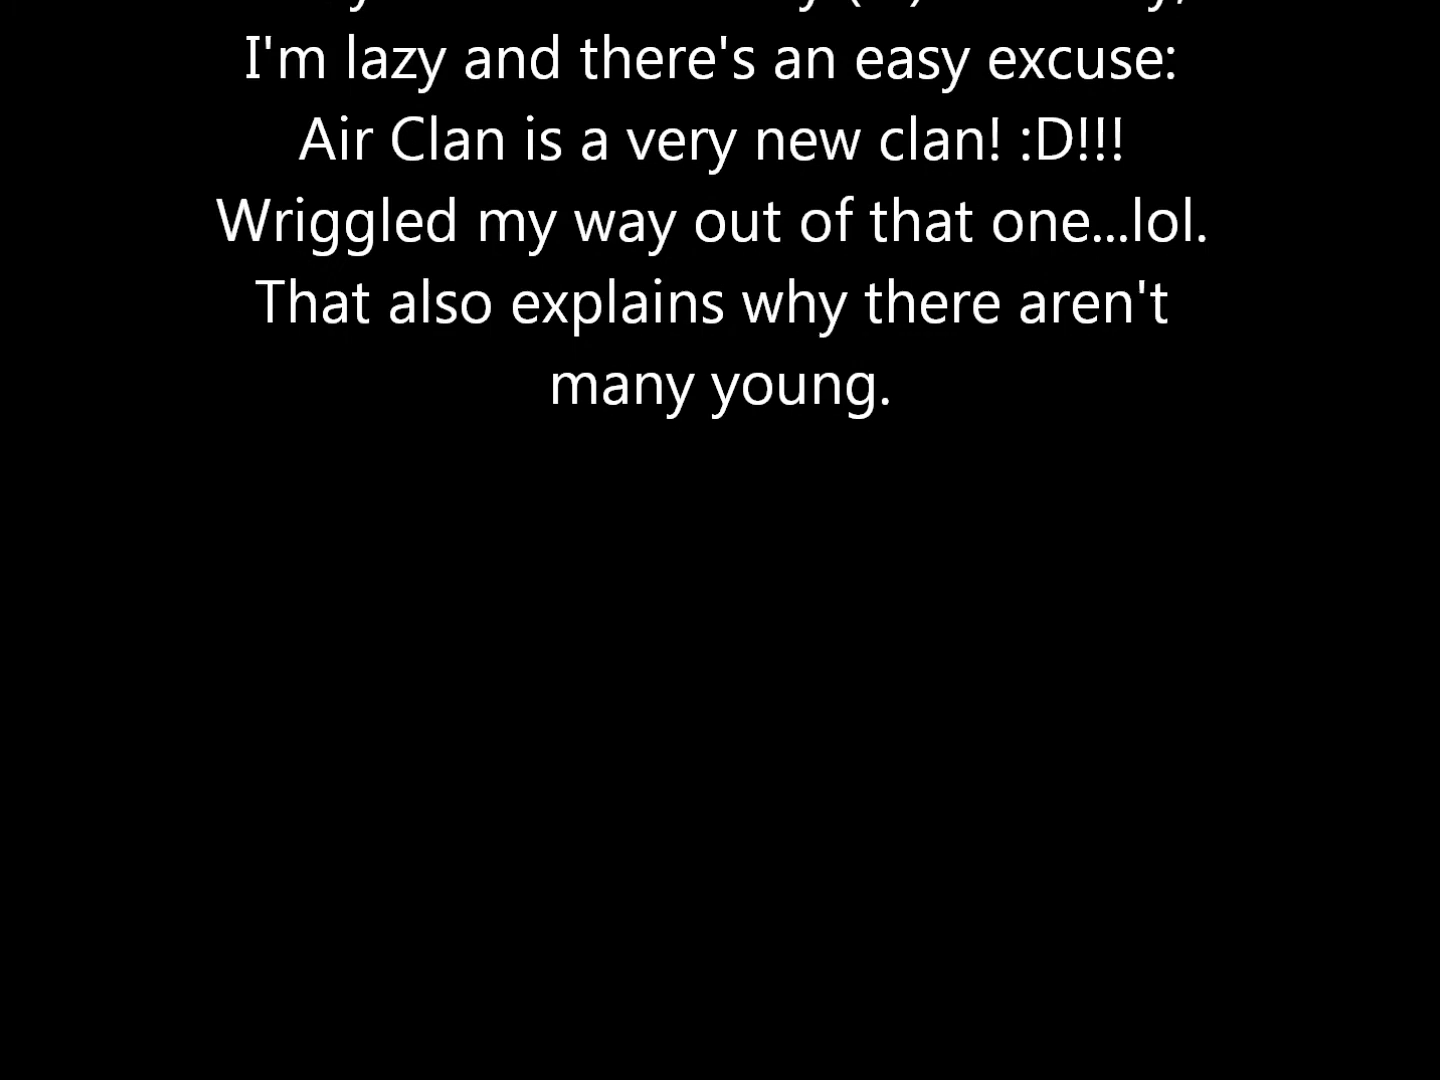 I'm lazy and there's an easy excuse:
Air Clan is a very new clan! :D!!!
Wriggled my way out of that one...lol.
That also explains why there aren't
many young.